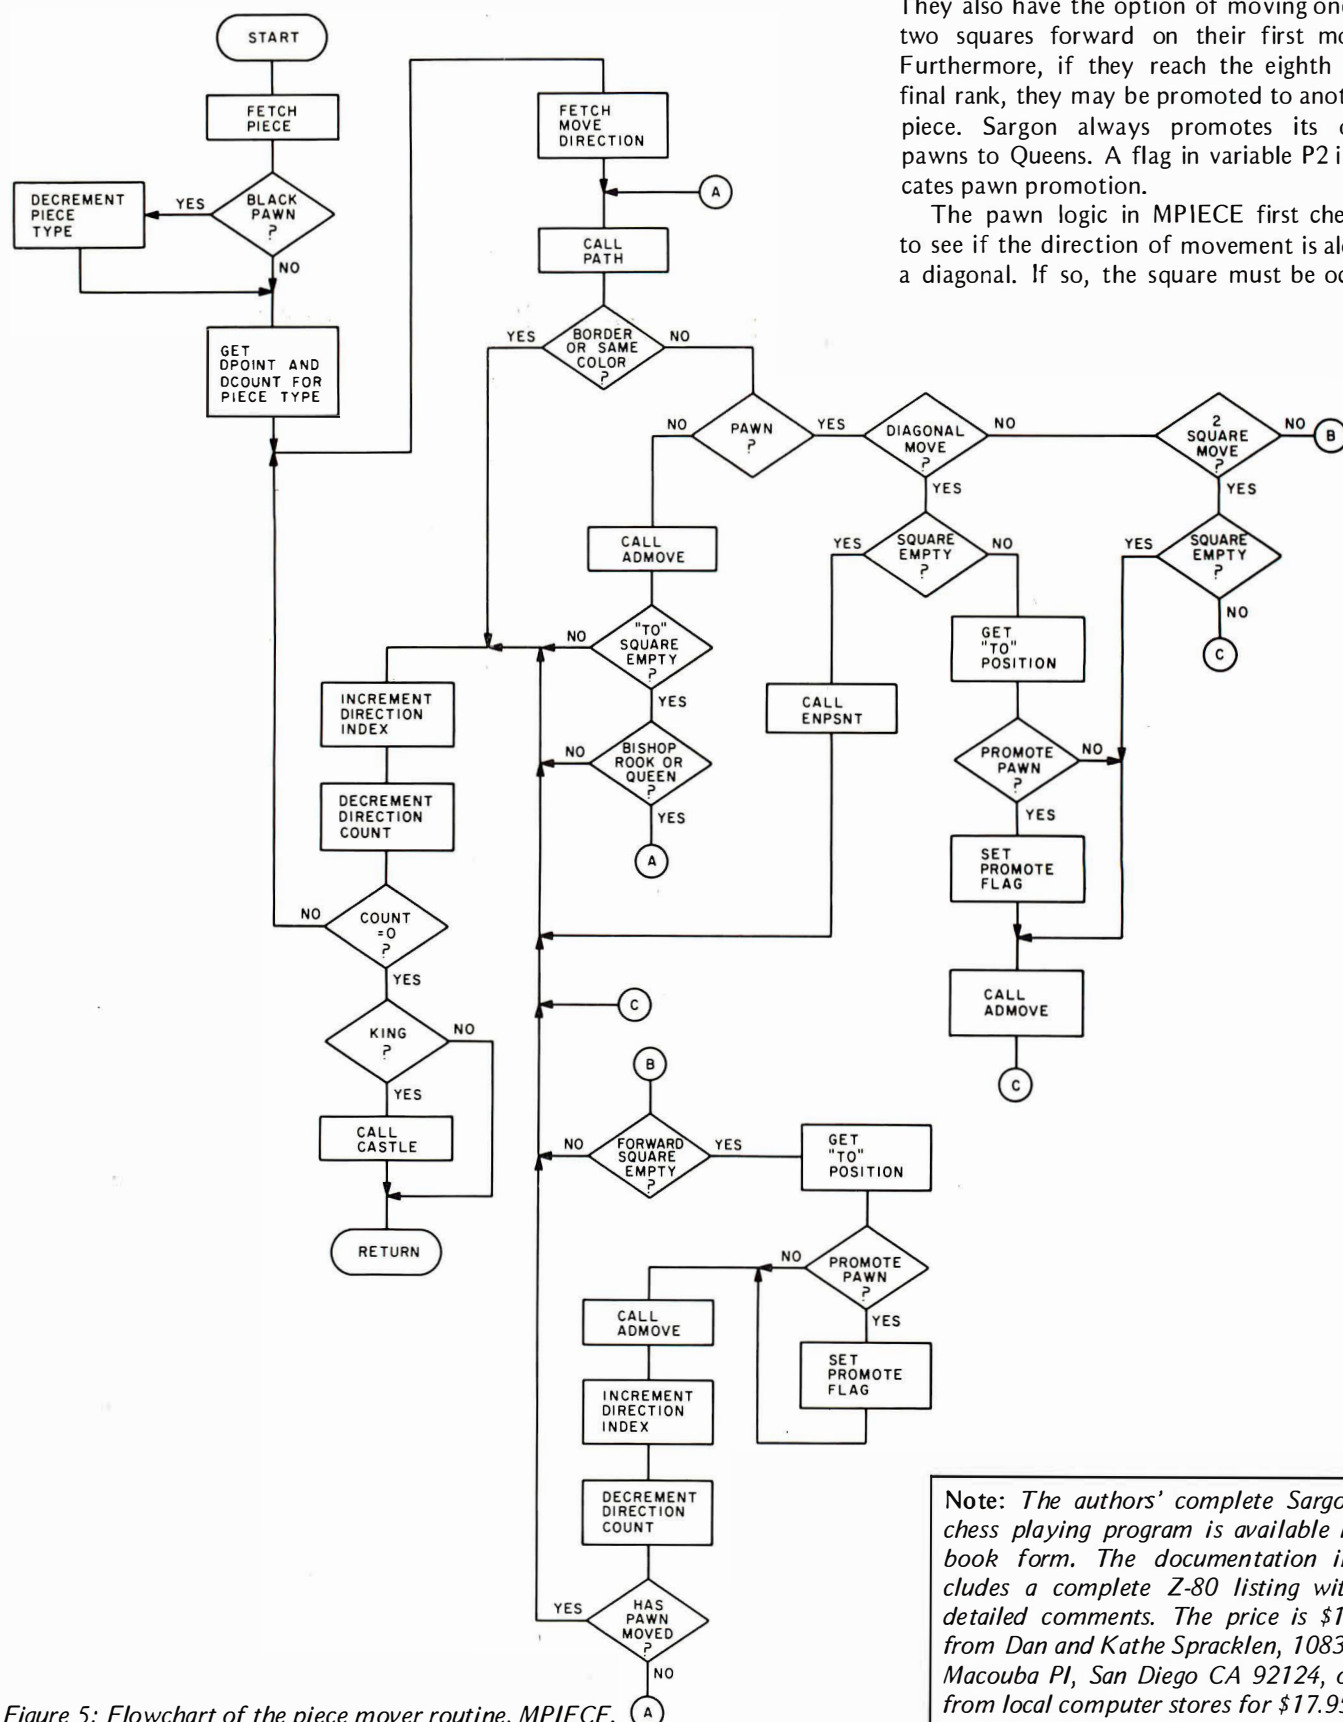 They also have the option of moving one
two squares forward on their first mo
Furthermore, if they reach the eighth
final rank, they may be promoted to anot
piece. Sargon always promotes its o
pawns to Queens. A flag in variable P2 i
cates pawn promotion.
The pawn logic in MPIECE first che
to see if the direction of movement is al
a diagonal. If so, the square must be oc
START
FETCH
PIECE
BLACK
PAWN
?
YES
NO
DECREMENT
PIECE
TYPE
GET
DPOINT AND
DCOUNT FOR
PIECE TYPE
FETCH
MOVE
DIRECTION
A
CALL
PATH
BORDER
OR SAME
COLOR
?
YES
NO
PAWN
?
NO
YES
DIAGONAL
MOVE
?
NO
YES
2
SQUARE
MOVE
?
NO
B
YES
SQUARE
EMPTY
?
YES
NO
C
SQUARE
EMPTY
?
YES
NO
CALL
ADMOVE
"TO"
SQUARE
EMPTY
?
NO
YES
BISHOP
ROOK OR
QUEEN
?
NO
YES
A
CALL
ENPSNT
GET
"TO"
POSITION
PROMOTE
PAWN
?
NO
YES
SET
PROMOTE
FLAG
CALL
ADMOVE
C
INCREMENT
DIRECTION
INDEX
DECREMENT
DIRECTION
COUNT
COUNT
=0
?
NO
YES
KING
?
NO
YES
CALL
CASTLE
RETURN
C
B
FORWARD
SQUARE
EMPTY
?
NO
YES
GET
"TO"
POSITION
PROMOTE
PAWN
?
NO
YES
SET
PROMOTE
FLAG
CALL
ADMOVE
INCREMENT
DIRECTION
INDEX
DECREMENT
DIRECTION
COUNT
HAS
PAWN
MOVED
?
YES
NO
A
Figure 5: Flowchart of the piece mover routine, MPIECE.
Note: The authors' complete Sargo
chess playing program is available
book form. The documentation i
cludes a complete Z-80 listing wit
detailed comments. The price is $1
from Dan and Kathe Spracklen, 1083
Macouba Pl, San Diego CA 92124, o
from local computer stores for $17.95